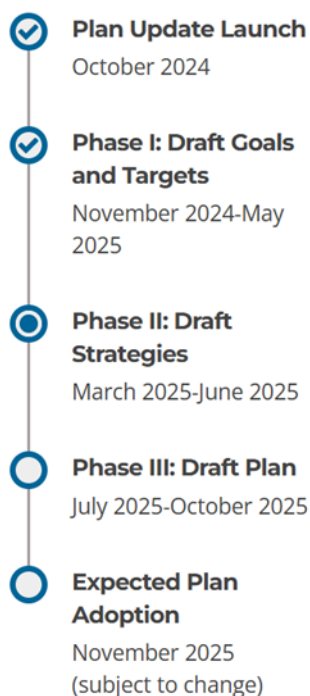 Plan Update Launch
October 2024
Phase I: Draft Goals
and Targets
November 2024-May
2025
Phase II: Draft
Strategies
March 2025-June 2025
Phase III: Draft Plan
July 2025-October 2025
Expected Plan
Adoption
November 2025
(subject to change)